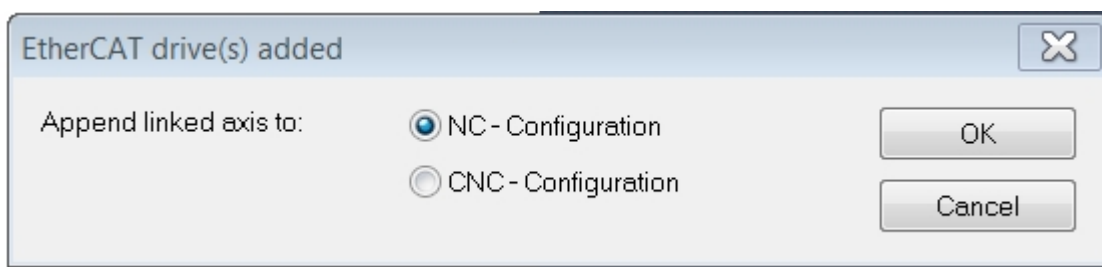 EtherCAT drive(s) added
Append linked axis to:
NC - Configuration
OK
CNC - Configuration
Cancel